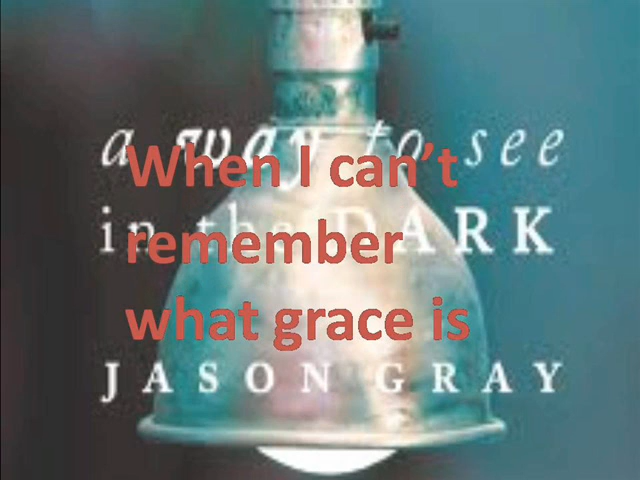 a way to see
When I can't
in the DARK
remember
what grace is
JASON GRAY